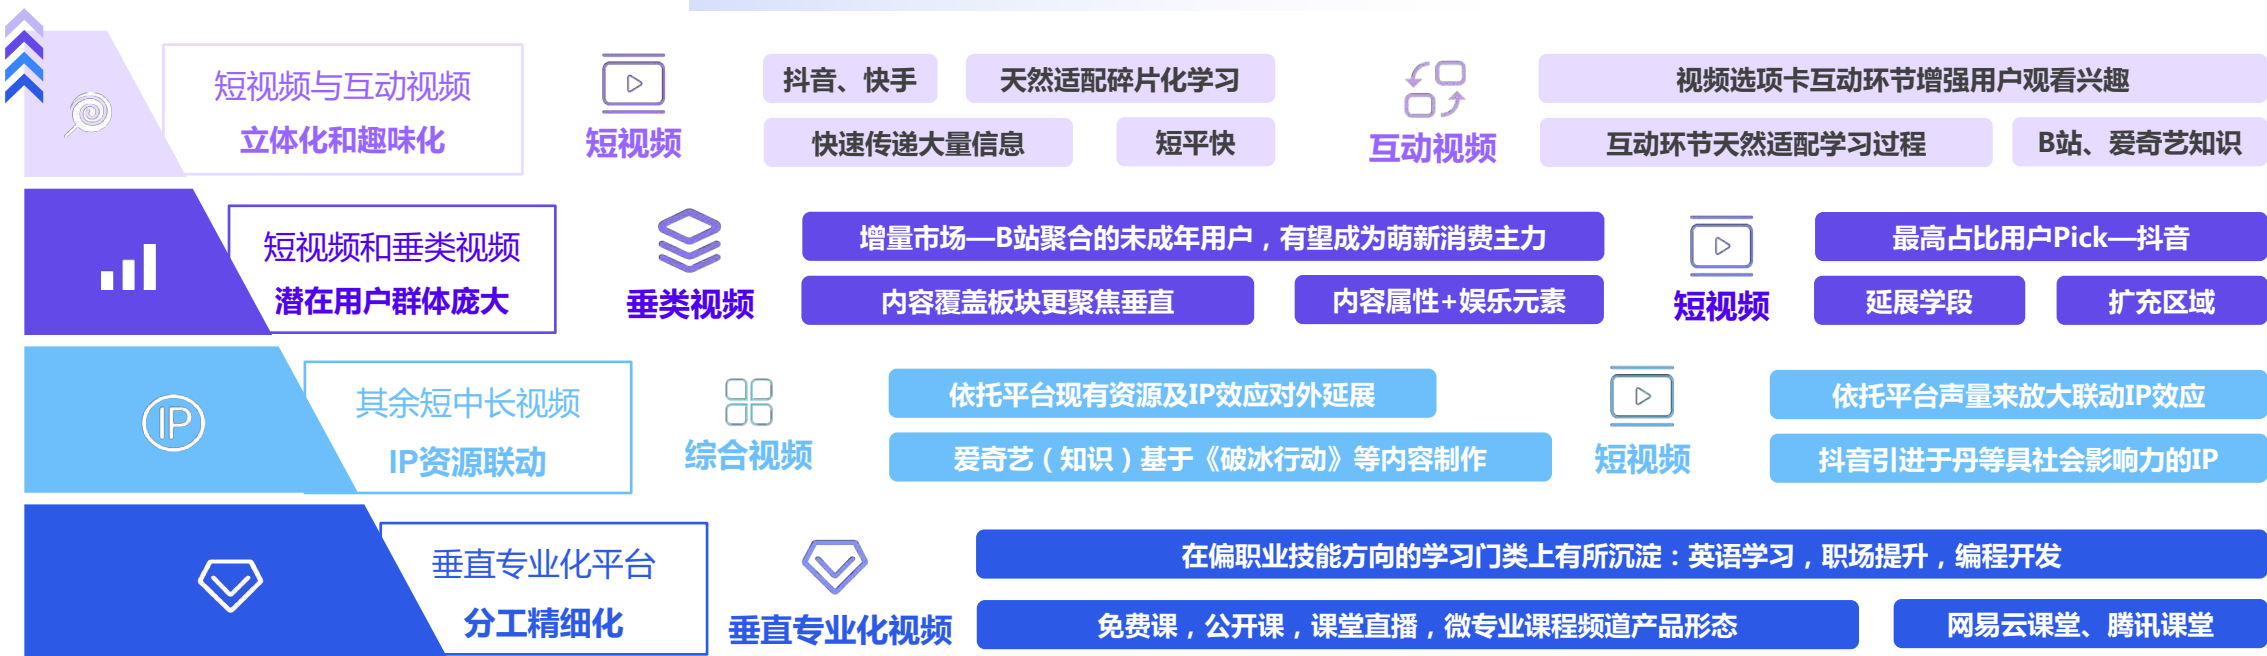 短视频与互动视频
立体化和趣味化
短视频
抖音、快手
天然适配碎片化学习
快速传递大量信息
短平快
互动视频
视频选项卡互动环节增强用户观看兴趣
互动环节天然适配学习过程
B站、爱奇艺知识
短视频和垂类视频
潜在用户群体庞大
垂类视频
增量市场—B站聚合的未成年用户，有望成为萌新消费主力
内容覆盖板块更聚焦垂直
内容属性+娱乐元素
短视频
最高占比用户Pick—抖音
延展学段
扩充区域
IP
其余短中长视频
IP资源联动
综合视频
依托平台现有资源及IP效应对外延展
爱奇艺（知识）基于《破冰行动》等内容制作
短视频
依托平台声量来放大联动IP效应
抖音引进于丹等具社会影响力的IP
垂直专业化平台
分工精细化
垂直专业化视频
在偏职业技能方向的学习门类上有所沉淀：英语学习，职场提升，编程开发
免费课，公开课，课堂直播，微专业课程频道产品形态
网易云课堂、腾讯课堂